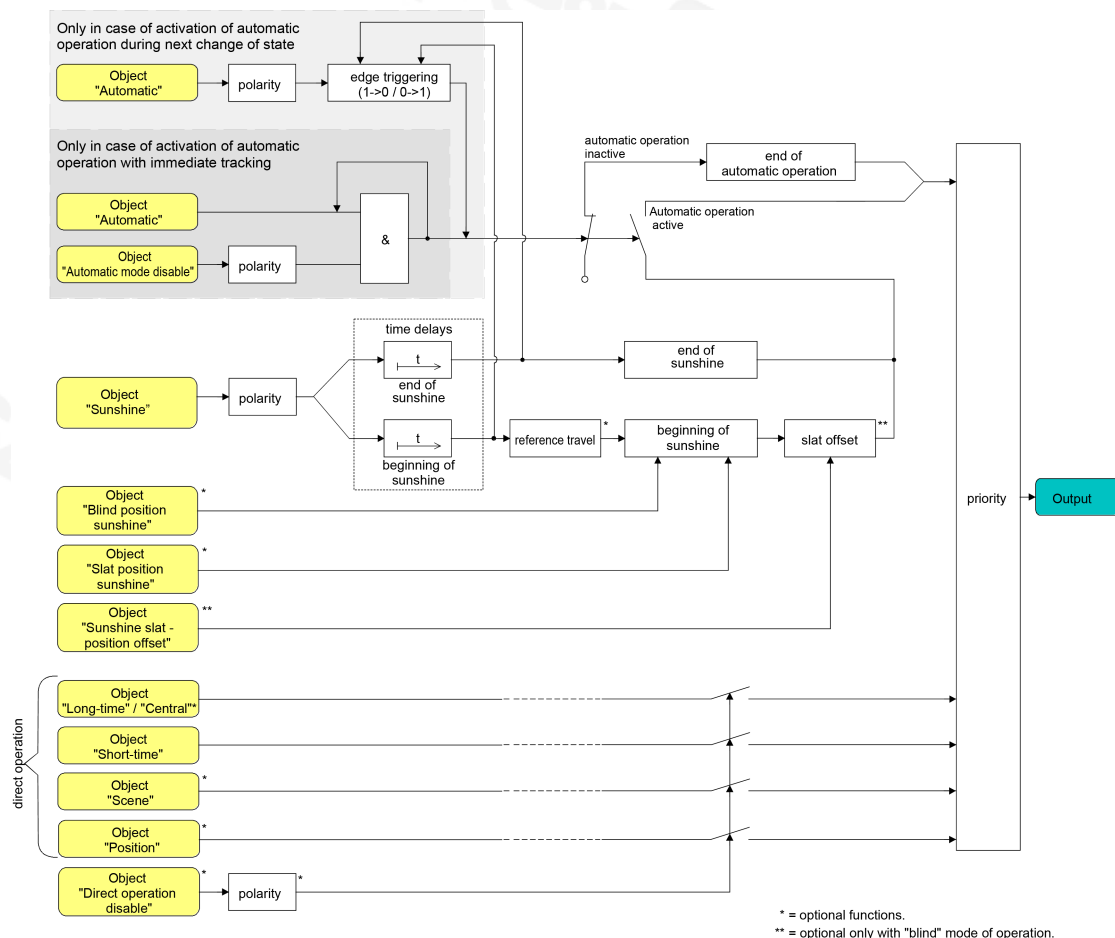 Only in case of activation of automatic
operation during next change of state
Object
"Automatic"
polarity
edge triggering
(1->0 / 0->1)
Only in case of activation of automatic
operation with immediate tracking
Object
"Automatic"
Object
"Automatic mode disable"
polarity
&
automatic operation
inactive
end of
automatic operation
Automatic operation
active
time delays
t
end of
sunshine
end of
sunshine
Object
"Sunshine"
polarity
t
beginning of
sunshine
reference travel
*
beginning of
sunshine
slat offset
**
Object
"Blind position
sunshine"
*
Object
"Slat position
sunshine"
*
Object
"Sunshine slat -
position offset"
**
priority
Output
direct operation
Object
"Long-time" / "Central"*
Object
"Short-time"
Object
"Scene"
*
Object
"Position"
*
Object
"Direct operation
disable"
*
polarity
*
* = optional functions.
** = optional only with "blind" mode of operation.